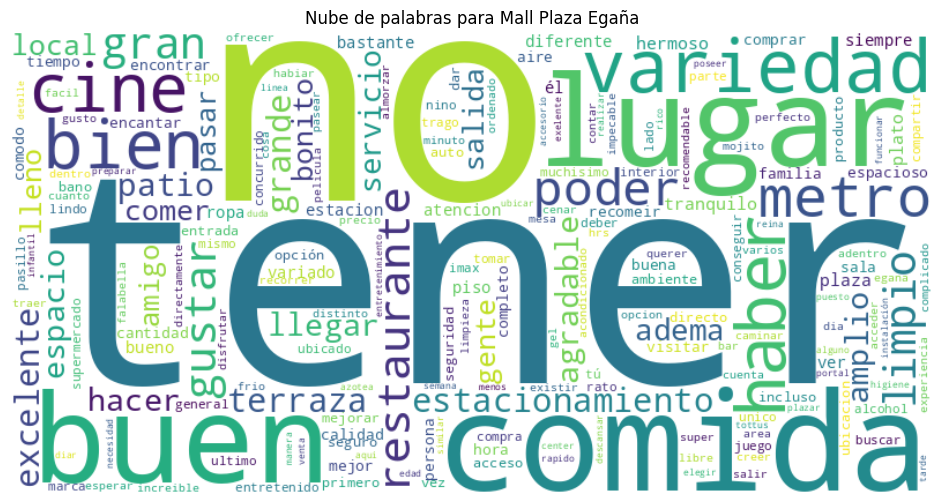 Nube de palabras para Mall Plaza Egaña
local gran ofrecer bastante diferente hermoso comprar siempre
tiempo encontrar no aire variedad poseer parte
cine tipo habiar linea dar él
detalle facil gusto encantar pasar bonito pasear almorzar servicio nino salida lugar contar perfecto producto plato compartir
bien grande cosa trago minuto auto ordenado accesorio exelente realizar impecable lado recomendable mojito funcionar rico
comodo dentro preparar concurrido pelicula muchisimo interior familia espacioso
lleno bano cuanto patio poder tranquilo metro
lindo comer ropa estacion atencion ubicar cenar recomeir
pasillo infantil entrada duda precio mesa deber reina
tener mismo opción entretenimiento querer conseguir adentro egana complicado
traer supermercado espacio falabella amigo directamente variado recorrer imax tomar buena ambiente sala plaza puesto
gustar distinto piso agradable acondicionado hrs opcion haber caminar dia instalación acceder limpio
cantidad llegar seguridad limpieza completo gente gel directo adema bar amplio alguno
excelente bueno disfrutar ubicado restaurante visitar ver higiene experiencia
frio azotea semana menos existir tú rato cuenta portal
hacer general terraza estacionamiento incluso plazar ubicacion alcohol
buen mejorar calidad persona similar comida unico tottus
necesidad diar manera venta seguro aqui compra hora center super area juego buscar
ultimo mejor edad acceso rapido descansar libre creer
marca esperar increible entretenido primero vez elegir salir tarde